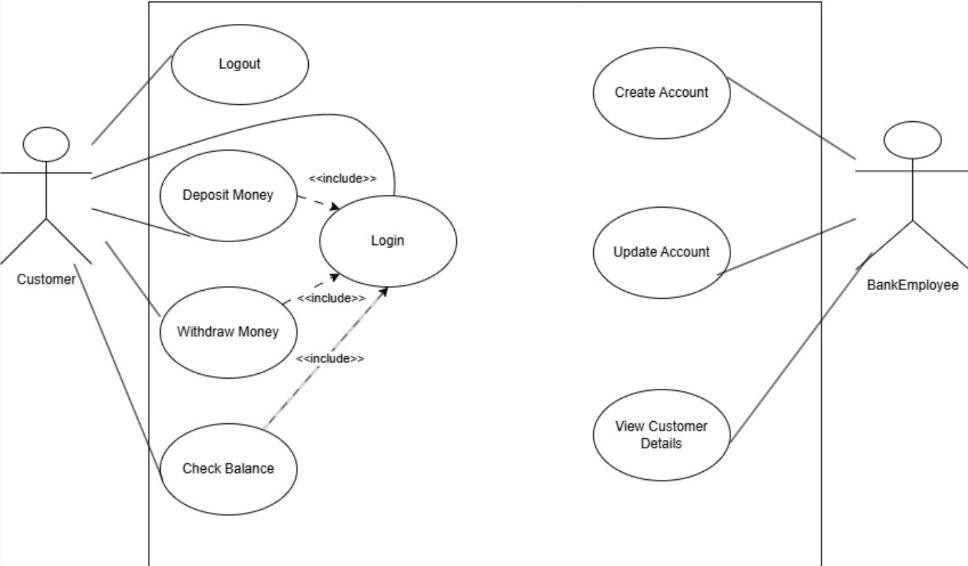 Logout
Create Account
Deposit Money
<<include>>
Login
Update Account
Customer
BankEmployee
<<include>>
Withdraw Money
<<include>>
View Customer
Details
Check Balance